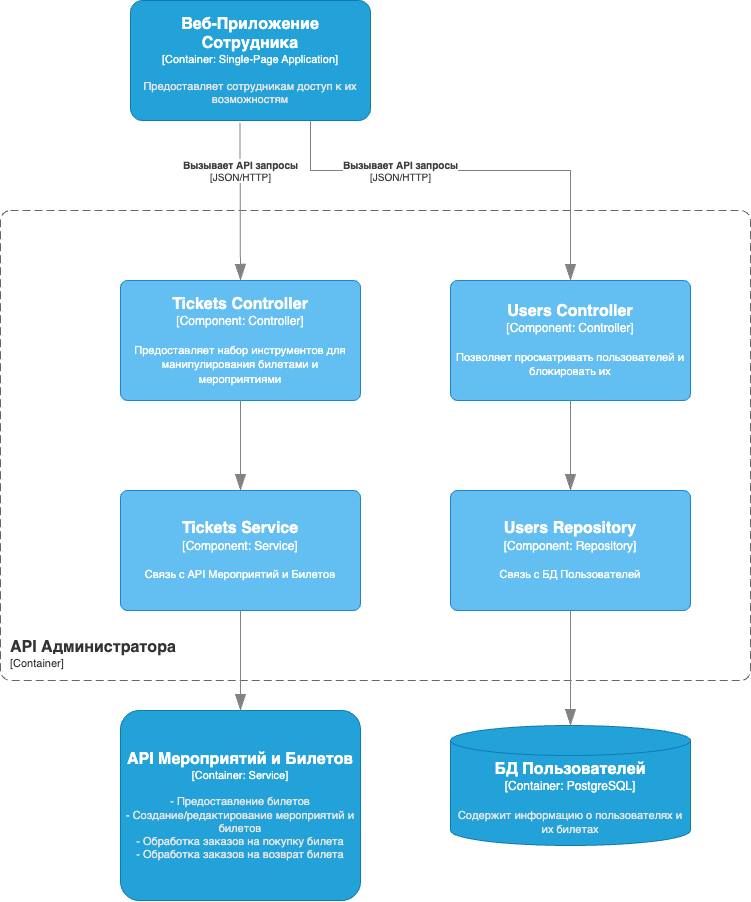 Веб-Приложение
Сотрудника
[Container: Single-Page Application]
Предоставляет сотрудникам доступ к их
возможностям
Вызывает API запросы
[JSON/HTTP]
Вызывает API запросы
[JSON/HTTP]
Tickets Controller
[Component: Controller]
Предоставляет набор инструментов для
манипулирования билетами и
мероприятиями
Users Controller
[Component: Controller]
Позволяет просматривать пользователей и
блокировать их
Tickets Service
[Component: Service]
Связь с API Мероприятий и Билетов
Users Repository
[Component: Repository]
Связь с БД Пользователей
API Администратора
[Container]
API Мероприятий и Билетов
[Container: Service]
- Предоставление билетов
- Создание/редактирование мероприятий и
билетов
- Обработка заказов на покупку билета
- Обработка заказов на возврат билета
БД Пользователей
[Container: PostgreSQL]
Содержит информацию о пользователях и
их билетах